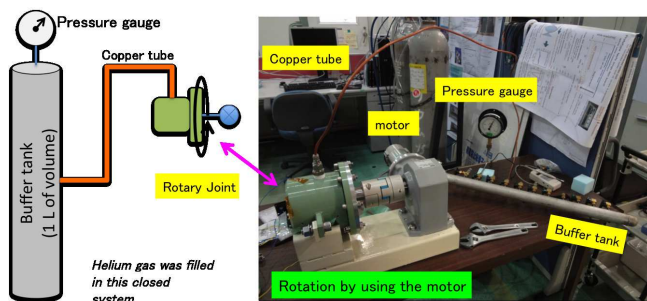 Pressure gauge
Copper tube
Buffer tank
(1 L of volume)
Rotary Joint
Helium gas was filled
in this closed
system
Copper tube
Pressure gauge
motor
Buffer tank
Rotation by using the motor